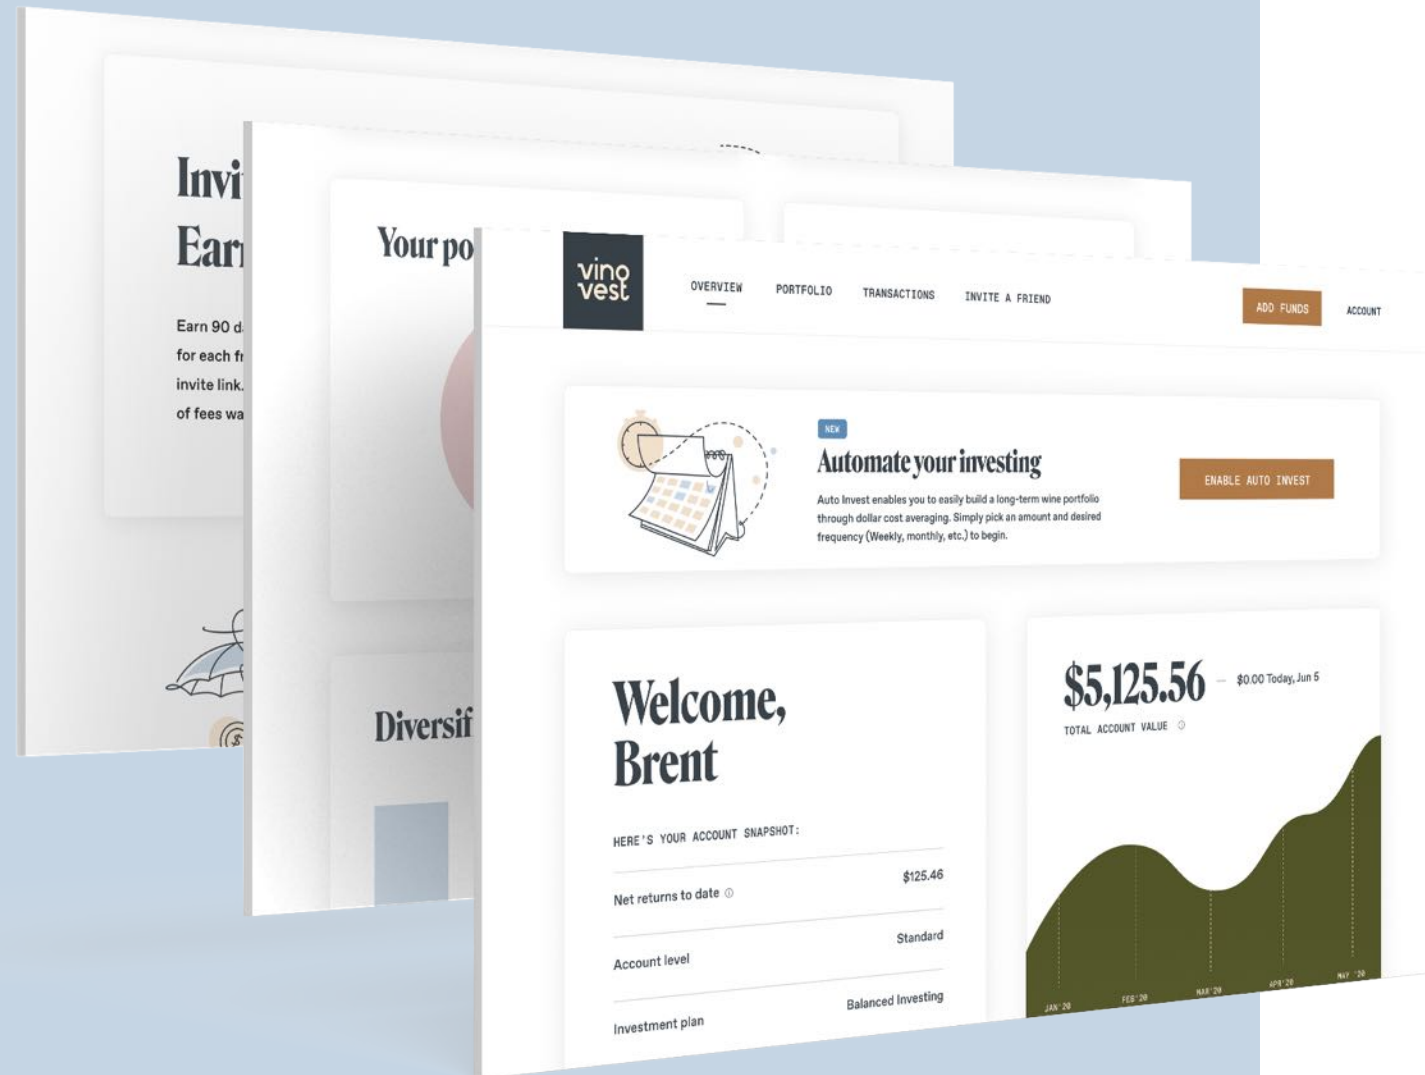 Invi
Earn
Earn 90 d
for each fr
invite link.
of fees wa
Your po
Diversif
vino
vest
OVERVIEW
PORTFOLIO
TRANSACTIONS
INVITE A FRIEND
ADD FUNDS
ACCOUNT
NEW
Automate your investing
Auto Invest enables you to easily build a long-term wine portfolio
through dollar cost averaging. Simply pick an amount and desired
frequency (Weekly, monthly, etc.) to begin.
ENABLE AUTO INVEST
Welcome,
Brent
HERE'S YOUR ACCOUNT SNAPSHOT:
Net returns to date $125.46
Account level Standard
Investment plan Balanced Investing
$5,125.56 — $0.00 Today, Jun 5
TOTAL ACCOUNT VALUE
JAN'20 FEB'20 MAR'20 APR'20 MAY '20